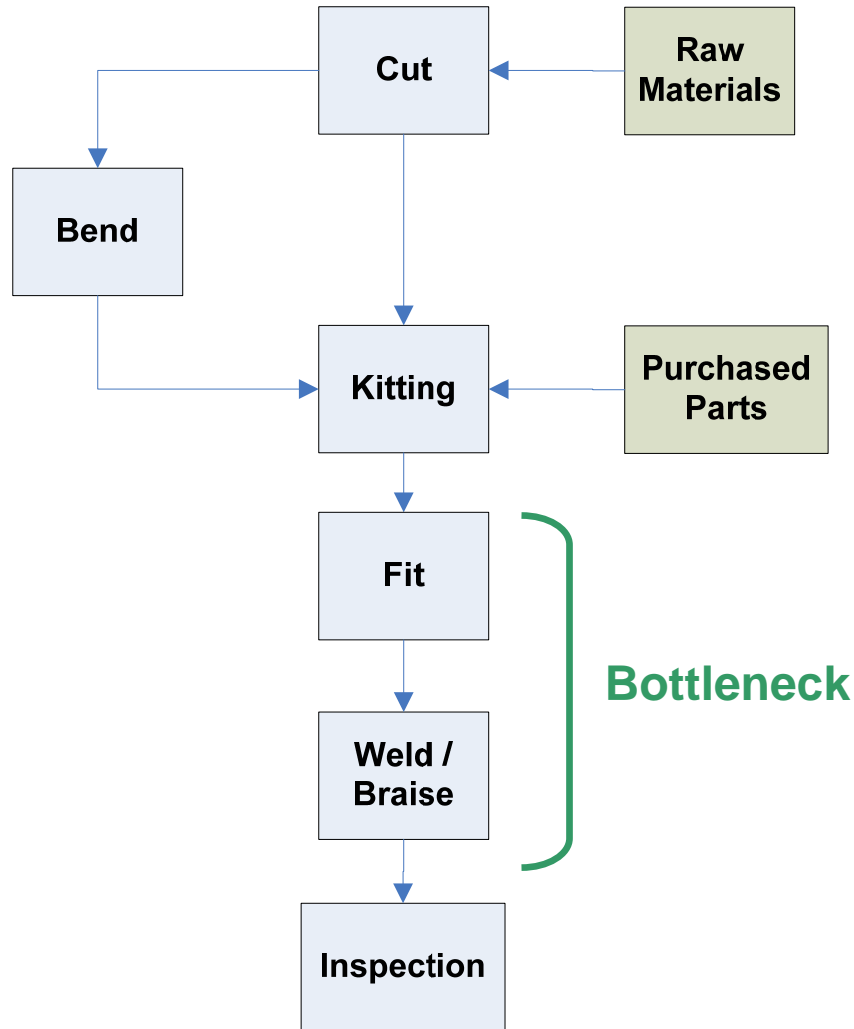 Cut
Raw
Materials
Bend
Kitting
Purchased
Parts
Fit
Bottleneck
Weld /
Braise
Inspection